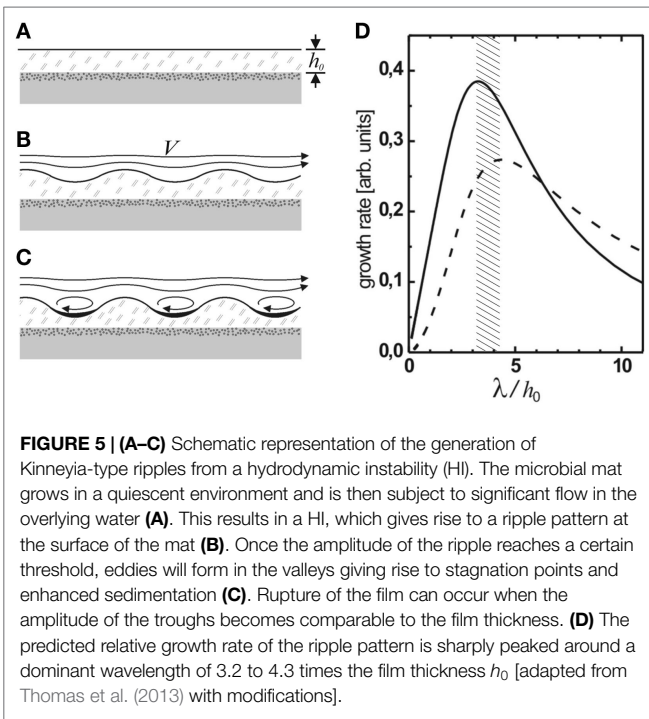 A
h₀
B
V
C
D
growth rate [arb. units]
0,4
0,3
0,2
0,1
0,0
0
5
10
λ/h₀
FIGURE 5 | (A–C) Schematic representation of the generation of
Kinneyia-type ripples from a hydrodynamic instability (HI). The microbial mat
grows in a quiescent environment and is then subject to significant flow in the
overlying water (A). This results in a HI, which gives rise to a ripple pattern at
the surface of the mat (B). Once the amplitude of the ripple reaches a certain
threshold, eddies will form in the valleys giving rise to stagnation points and
enhanced sedimentation (C). Rupture of the film can occur when the
amplitude of the troughs becomes comparable to the film thickness. (D) The
predicted relative growth rate of the ripple pattern is sharply peaked around a
dominant wavelength of 3.2 to 4.3 times the film thickness h₀ [adapted from
Thomas et al. (2013) with modifications].